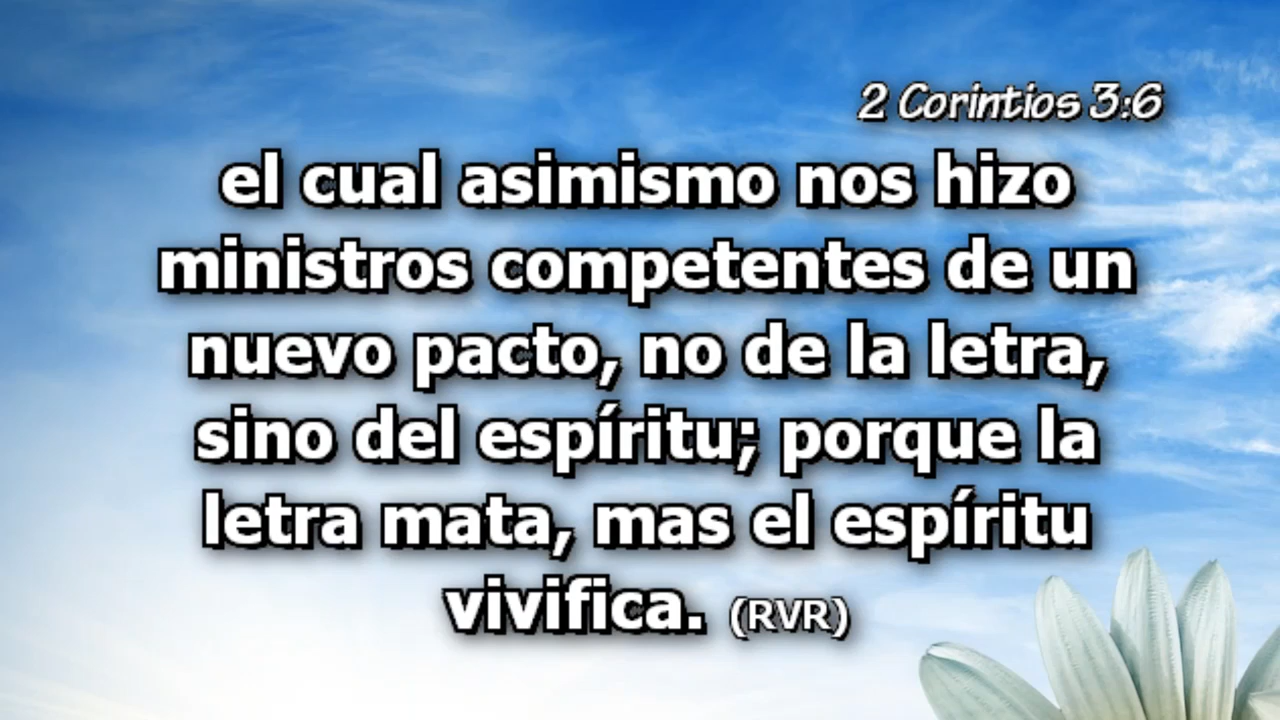 2 Corintios 3:6
el cual asimismo nos hizo
ministros competentes de un
nuevo pacto, no de la letra,
sino del espíritu; porque la
letra mata, mas el espíritu
vivifica. (RVR)